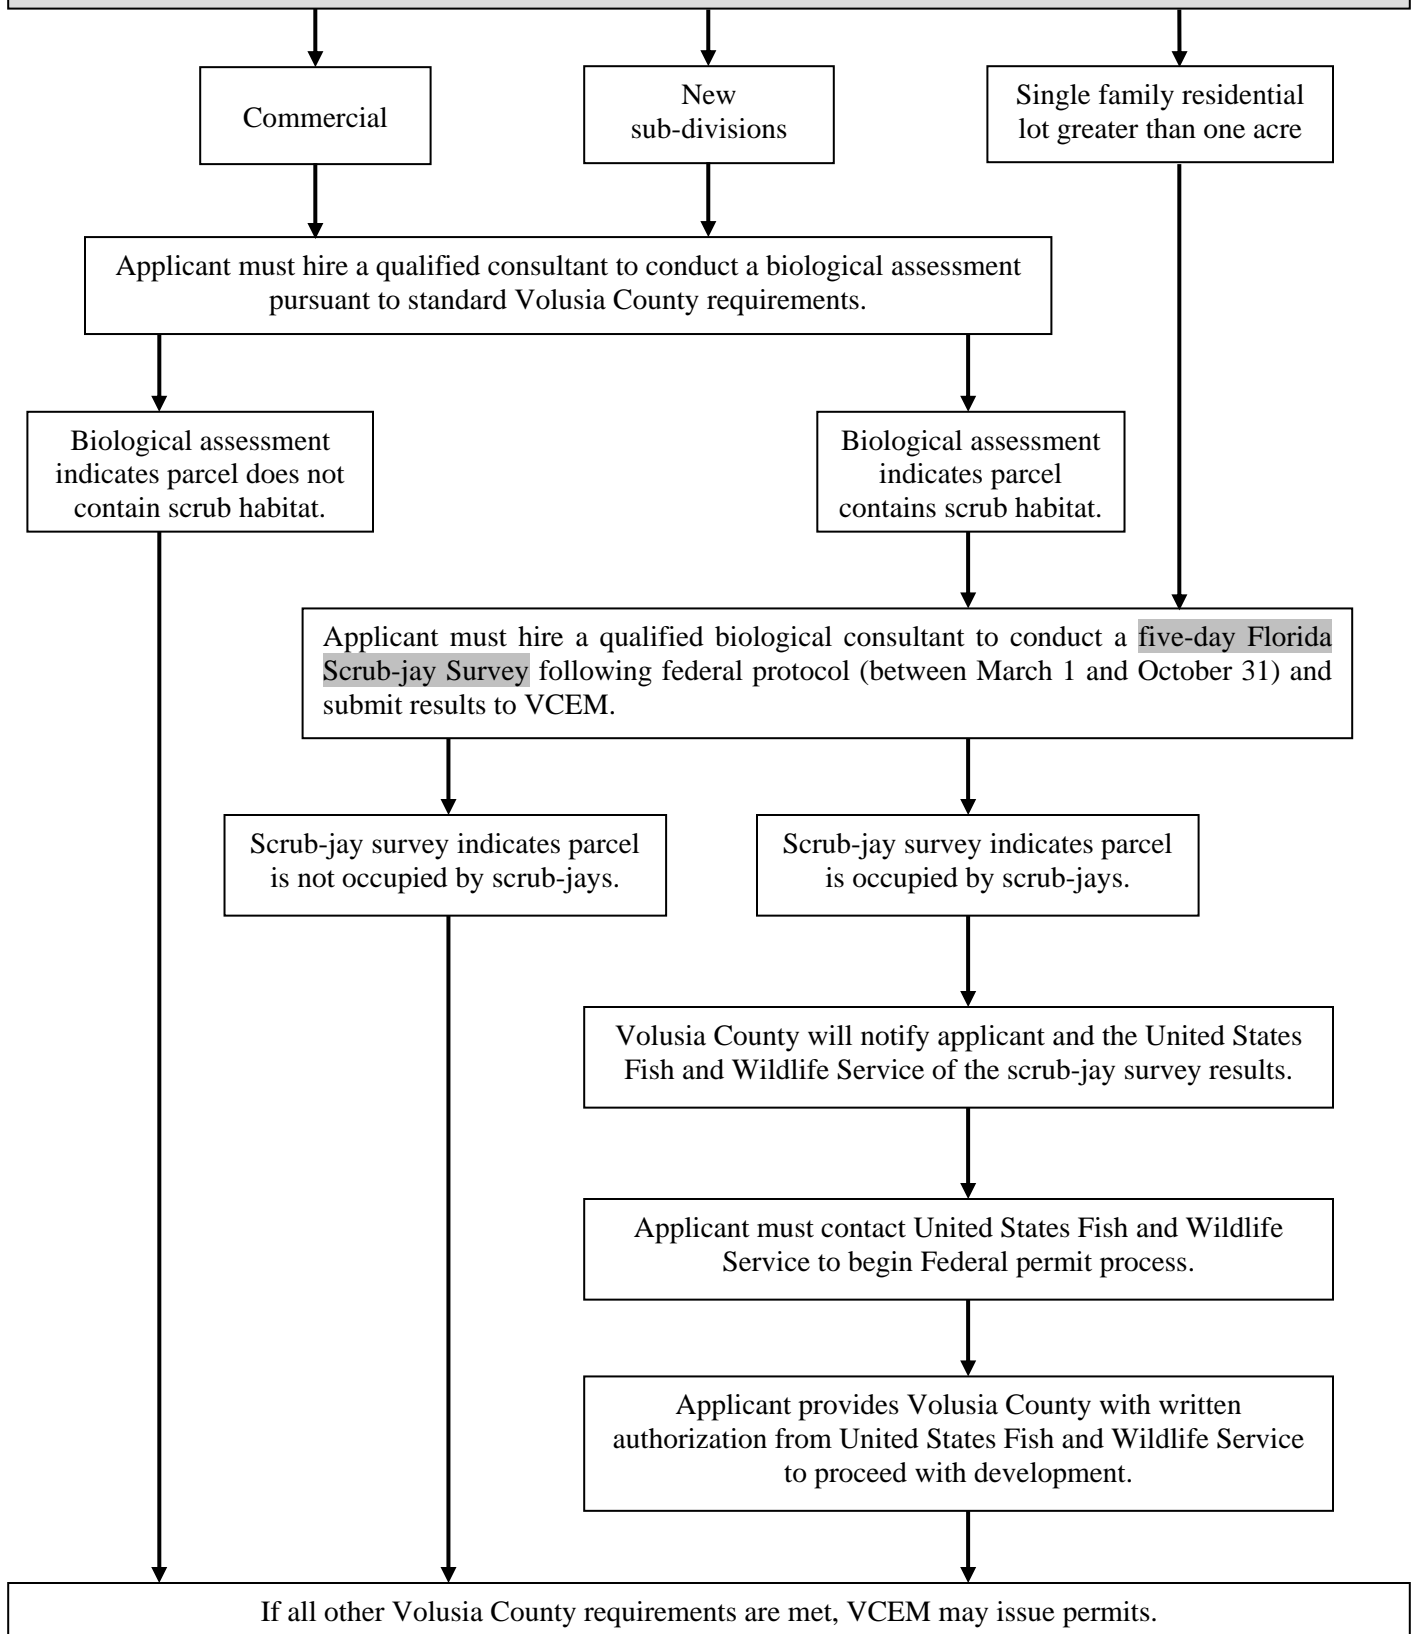 Commercial
New
sub-divisions
Single family residential
lot greater than one acre
Applicant must hire a qualified consultant to conduct a biological assessment
pursuant to standard Volusia County requirements.
Biological assessment
indicates parcel does not
contain scrub habitat.
Biological assessment
indicates parcel
contains scrub habitat.
Applicant must hire a qualified biological consultant to conduct a five-day Florida
Scrub-jay Survey following federal protocol (between March 1 and October 31) and
submit results to VCEM.
Scrub-jay survey indicates parcel
is not occupied by scrub-jays.
Scrub-jay survey indicates parcel
is occupied by scrub-jays.
Volusia County will notify applicant and the United States
Fish and Wildlife Service of the scrub-jay survey results.
Applicant must contact United States Fish and Wildlife
Service to begin Federal permit process.
Applicant provides Volusia County with written
authorization from United States Fish and Wildlife Service
to proceed with development.
If all other Volusia County requirements are met, VCEM may issue permits.